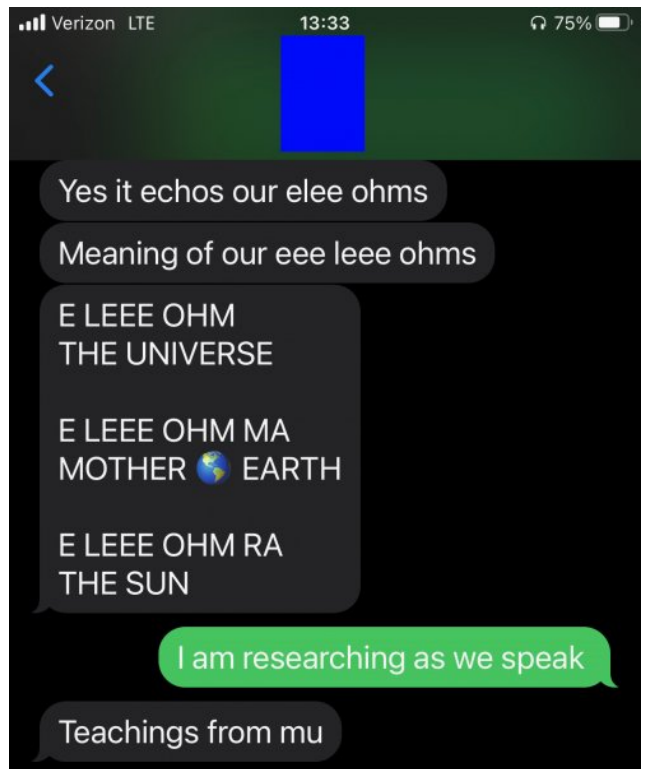 Verizon LTE 13:33 75%
Yes it echos our elee ohms
Meaning of our eee leee ohms
E LEEE OHM
THE UNIVERSE
E LEEE OHM MA
MOTHER 🌎 EARTH
E LEEE OHM RA
THE SUN
I am researching as we speak
Teachings from mu